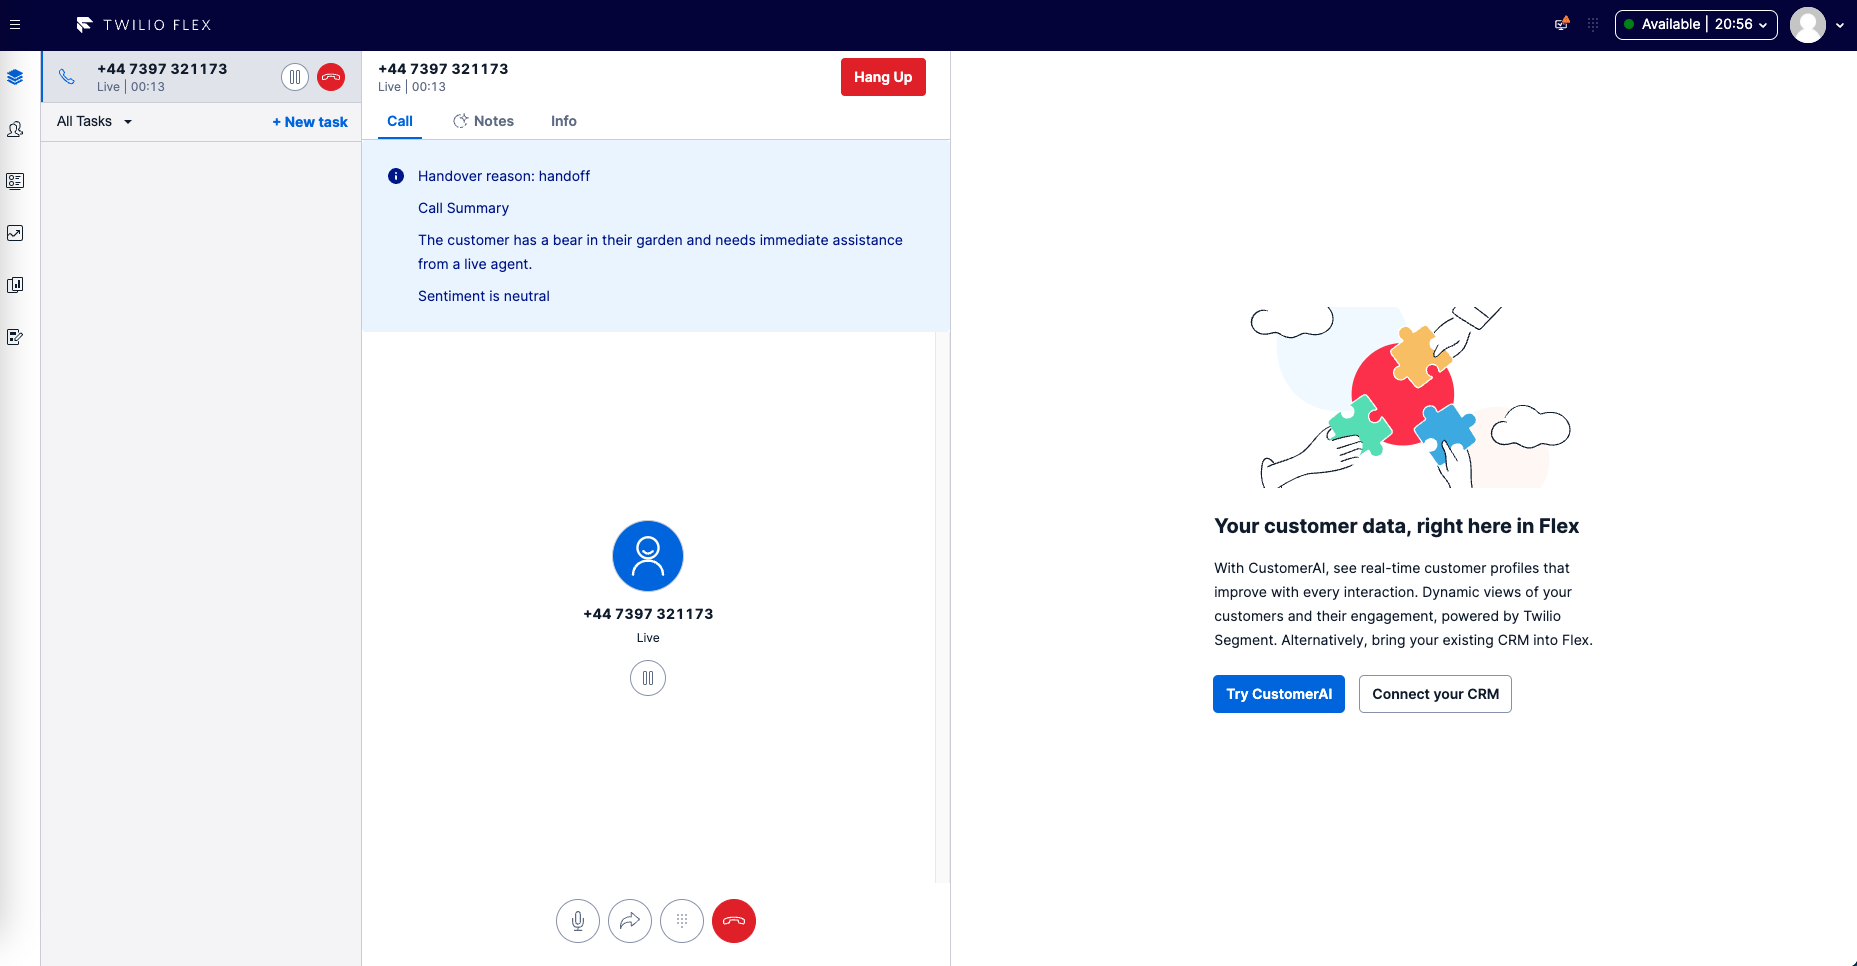 TWILIO FLEX
Available | 20:56
+44 7397 321173
Live | 00:13
All Tasks
+ New task
+44 7397 321173
Live | 00:13
Hang Up
Call
Notes
Info
Handover reason: handoff
Call Summary
The customer has a bear in their garden and needs immediate assistance
from a live agent.
Sentiment is neutral
+44 7397 321173
Live
Your customer data, right here in Flex
With CustomerAI, see real-time customer profiles that
improve with every interaction. Dynamic views of your
customers and their engagement, powered by Twilio
Segment. Alternatively, bring your existing CRM into Flex.
Try CustomerAI
Connect your CRM